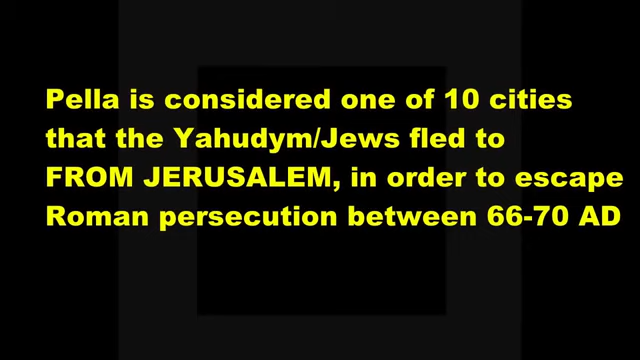 Pella is considered one of 10 cities
that the Yahudym/Jews fled to
FROM JERUSALEM, in order to escape
Roman persecution between 66-70 AD